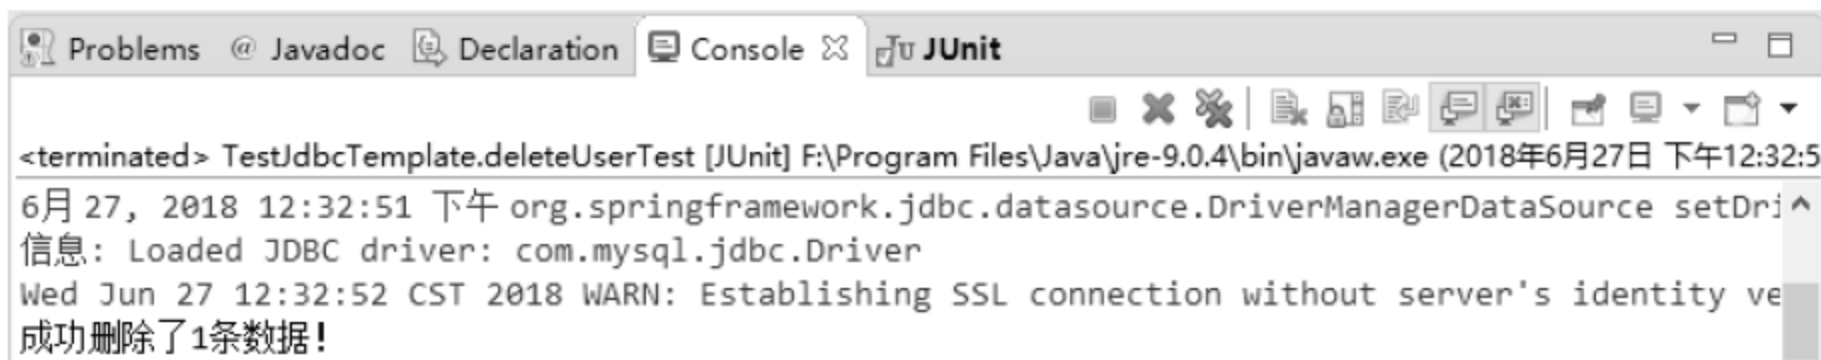 Problems @ Javadoc Declaration Console JUnit
<terminated> TestJdbcTemplate.deleteUserTest [JUnit] F:\Program Files\Java\jre-9.0.4\bin\javaw.exe (2018年6月27日 下午12:32:5
6月 27, 2018 12:32:51 下午 org.springframework.jdbc.datasource.DriverManagerDataSource setDri
信息: Loaded JDBC driver: com.mysql.jdbc.Driver
Wed Jun 27 12:32:52 CST 2018 WARN: Establishing SSL connection without server's identity ve
成功删除了1条数据!